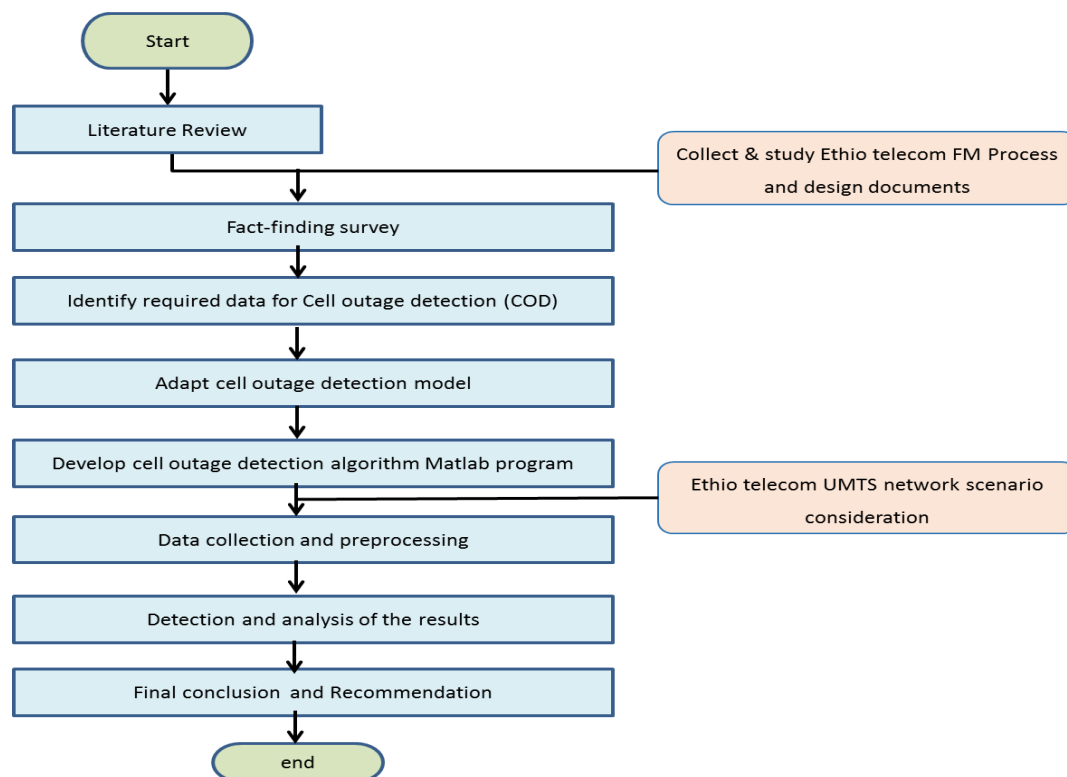 Start
Literature Review
Collect & study Ethio telecom FM Process
and design documents
Fact-finding survey
Identify required data for Cell outage detection (COD)
Adapt cell outage detection model
Develop cell outage detection algorithm Matlab program
Ethio telecom UMTS network scenario
consideration
Data collection and preprocessing
Detection and analysis of the results
Final conclusion and Recommendation
end